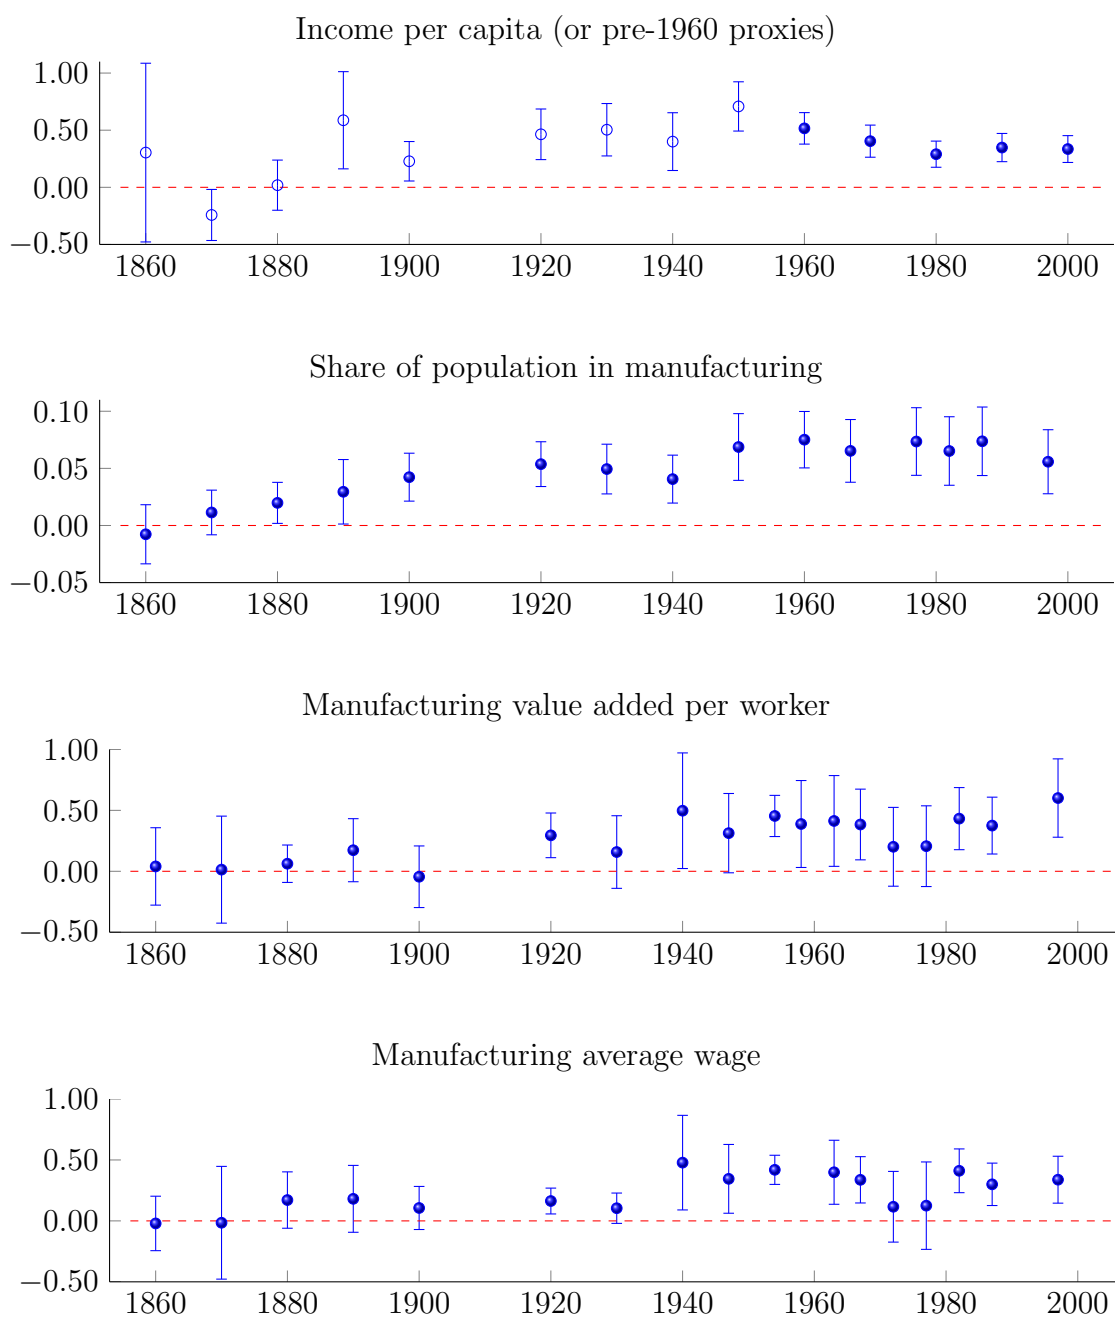 Income per capita (or pre-1960 proxies)
1.00
0.50
0.00
−0.50
1860 1880 1900 1920 1940 1960 1980 2000
Share of population in manufacturing
0.10
0.05
0.00
−0.05
1860 1880 1900 1920 1940 1960 1980 2000
Manufacturing value added per worker
1.00
0.50
0.00
−0.50
1860 1880 1900 1920 1940 1960 1980 2000
Manufacturing average wage
1.00
0.50
0.00
−0.50
1860 1880 1900 1920 1940 1960 1980 2000